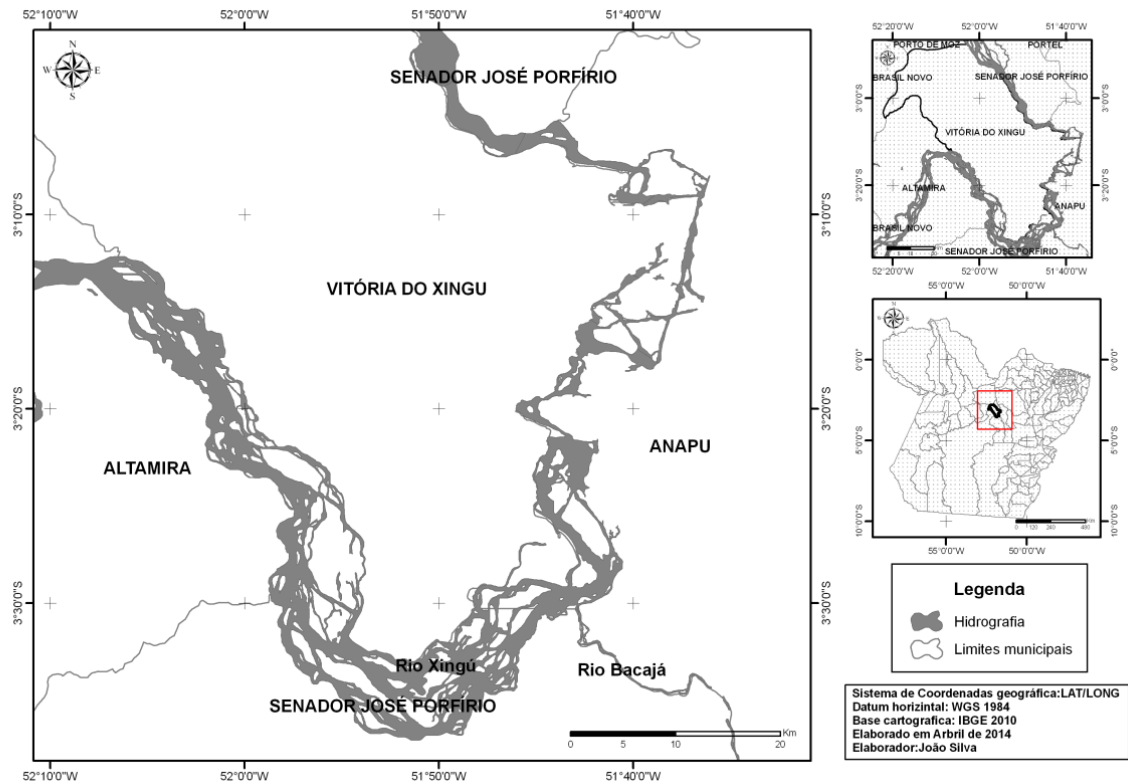 52°10'0"W 52°0'0"W 51°50'0"W 51°40'0"W
N
W E
S
SENADOR JOSÉ PORFÍRIO
3°10'0"S
3°10'0"S
VITÓRIA DO XINGU
3°20'0"S
3°20'0"S
ALTAMIRA
ANAPU
3°30'0"S
3°30'0"S
Rio Xingú
Rio Bacajá
SENADOR JOSÉ PORFIRIO
Km
0 5 10 20
52°10'0"W 52°0'0"W 51°50'0"W 51°40'0"W
52°20'0"W 52°0'0"W 51°40'0"W
PORTO DE MOZ
PORTEL
BRASIL NOVO
SENADOR JOSÉ PORFÍRIO
3°0'0"S
3°0'0"S
VITÓRIA DO XINGU
3°20'0"S
3°20'0"S
ALTAMIRA
ANAPU
BRASIL NOVO
SENADOR JOSÉ PORFIRIO
52°20'0"W 52°0'0"W 51°40'0"W
55°0'0"W 50°0'0"W
0°0'0"
0°0'0"
5°0'0"S
5°0'0"S
10°0'0"S
10°0'0"S
Km
0 120 240 480
55°0'0"W 50°0'0"W
Legenda
Hidrografia
Limites municipais
Sistema de Coordenadas geográfica:LAT/LONG
Datum horizintal: WGS 1984
Base cartografica: IBGE 2010
Elaborado em Arbril de 2014
Elaborador:João Silva